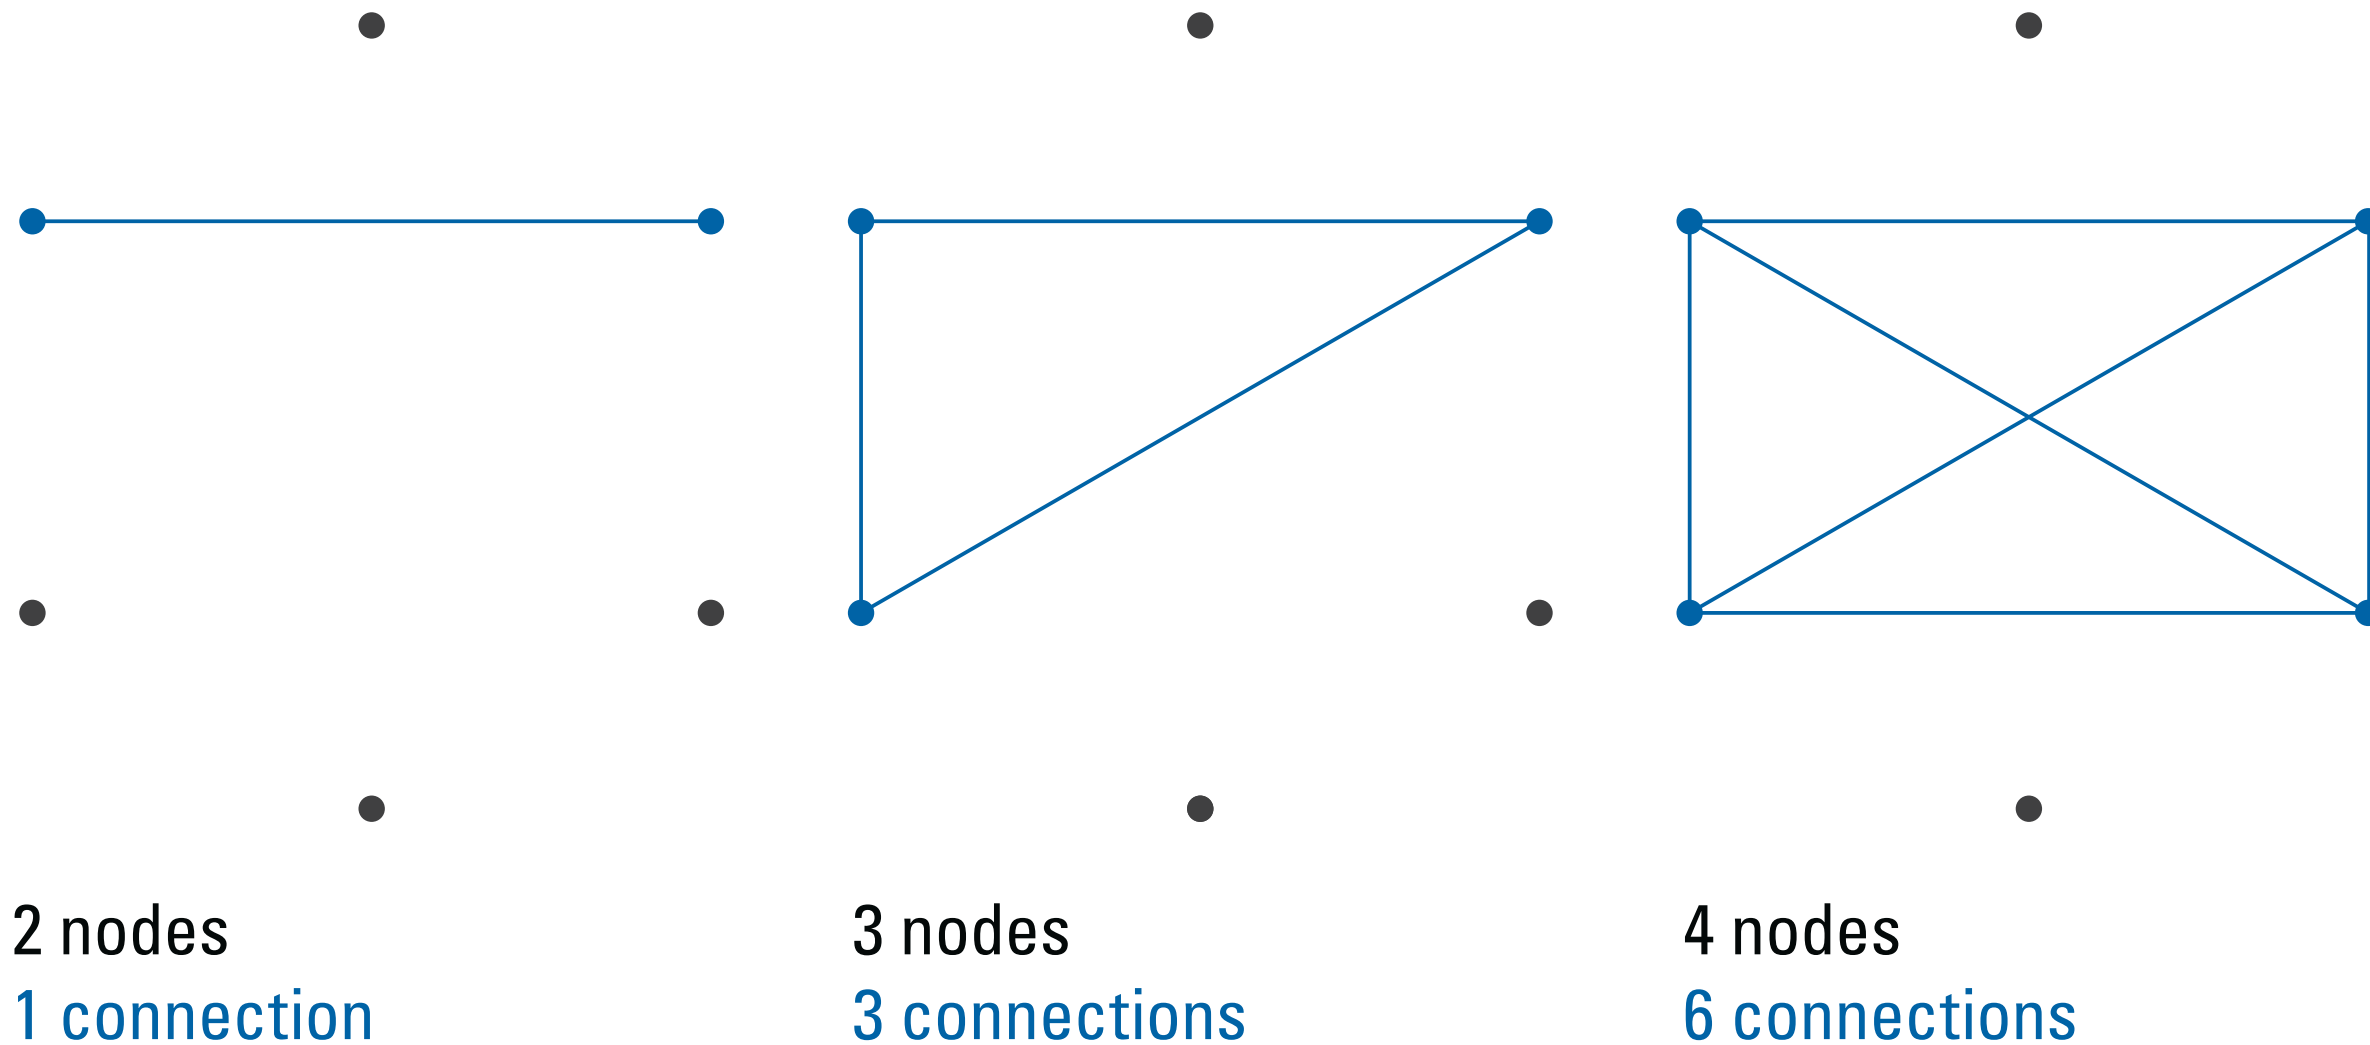 2 nodes
1 connection
3 nodes
3 connections
4 nodes
6 connections